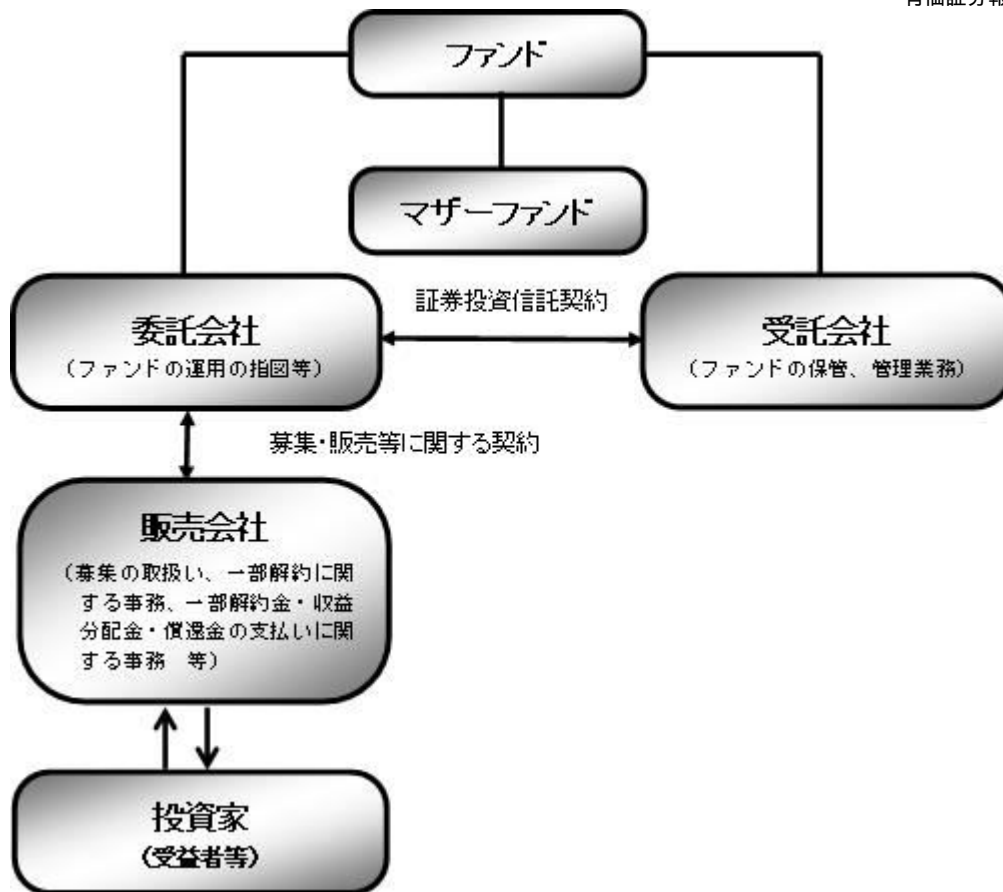 ファンド
マザーファンド
証券投資信託契約
委託会社
（ファンドの運用の指図等）
受託会社
（ファンドの保管、管理業務）
募集・販売等に関する契約
販売会社
（募集の取扱い、一部解約に関
する事務、一部解約金・収益
分配金・償還金の支払いに関
する事務　等）
投資家
（受益者等）